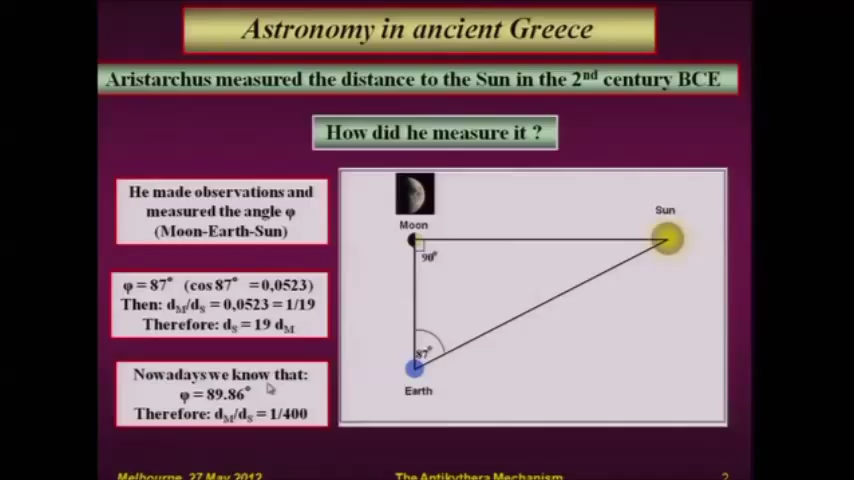 Astronomy in ancient Greece
Aristarchus measured the distance to the Sun in the 2nd century BCE
How did he measure it ?
He made observations and
measured the angle φ
(Moon-Earth-Sun)
φ = 87° (cos 87° = 0,0523)
Then: dM/dS = 0,0523 = 1/19
Therefore: dS = 19 dM
Nowadays we know that:
φ = 89.86°
Therefore: dM/dS = 1/400
Moon
Sun
90°
87°
Earth
Melbourne, 27 May 2012
The Antikythera Mechanism
2